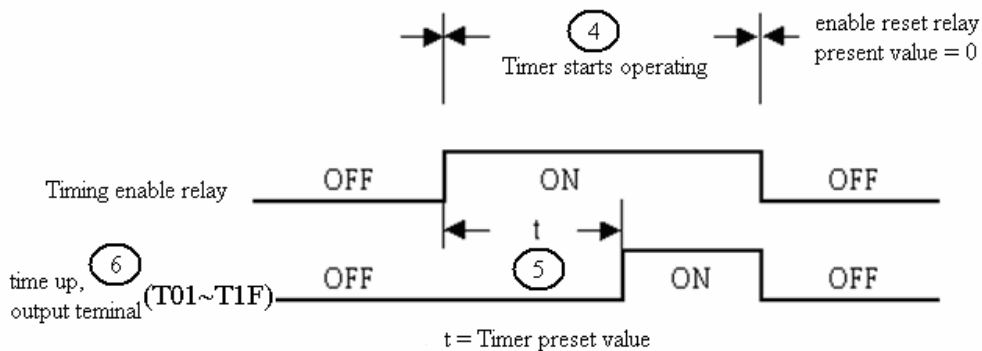 4
Timer starts operating
enable reset relay
present value = 0
Timing enable relay
OFF
ON
OFF
t
5
6
time up,
output teminal (T01~T1F)
OFF
ON
OFF
t = Timer preset value